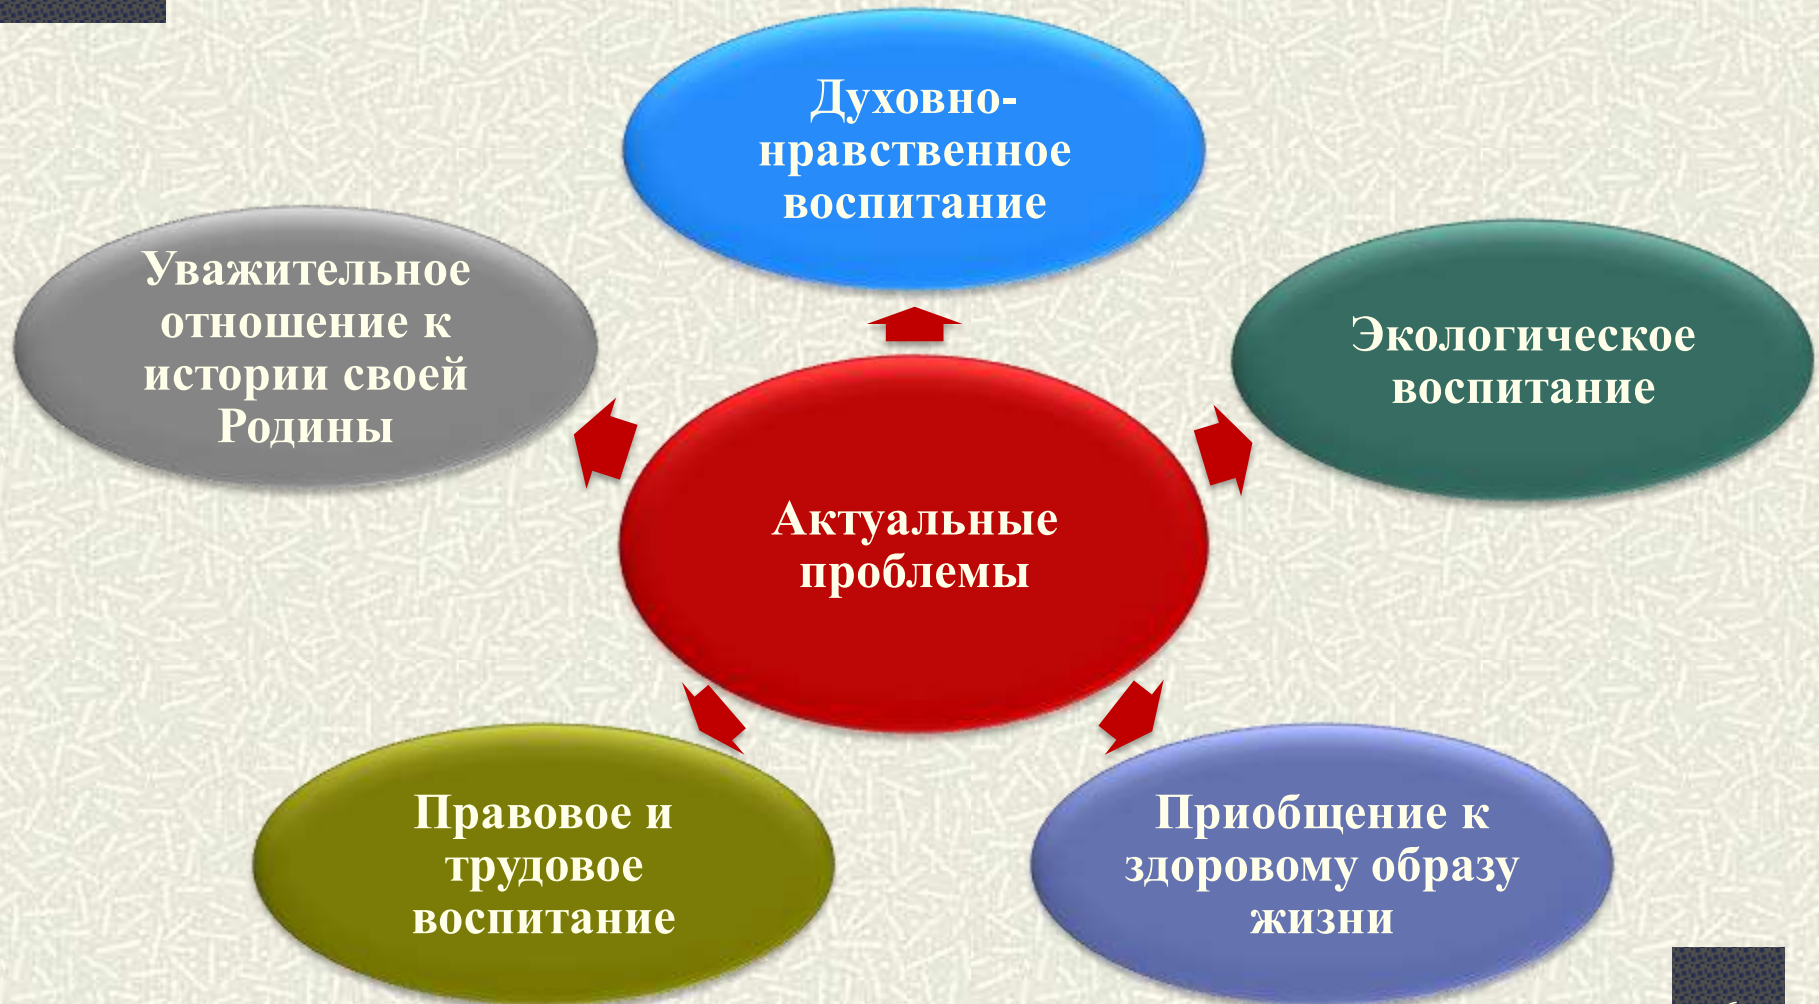 Духовно-
нравственное
воспитание
Уважительное
отношение к
истории своей
Родины
Экологическое
воспитание
Актуальные
проблемы
Правовое и
трудовое
воспитание
Приобщение к
здоровому образу
жизни